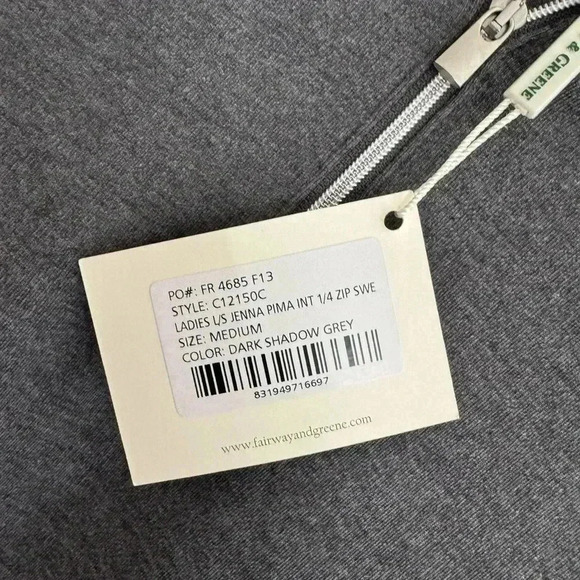 & GREENE
PO#: FR 4685 F13
STYLE: C12150C
LADIES L/S JENNA PIMA INT 1/4 ZIP SWE
SIZE: MEDIUM
COLOR: DARK SHADOW GREY
831949716697
www.fairwayandgreene.com